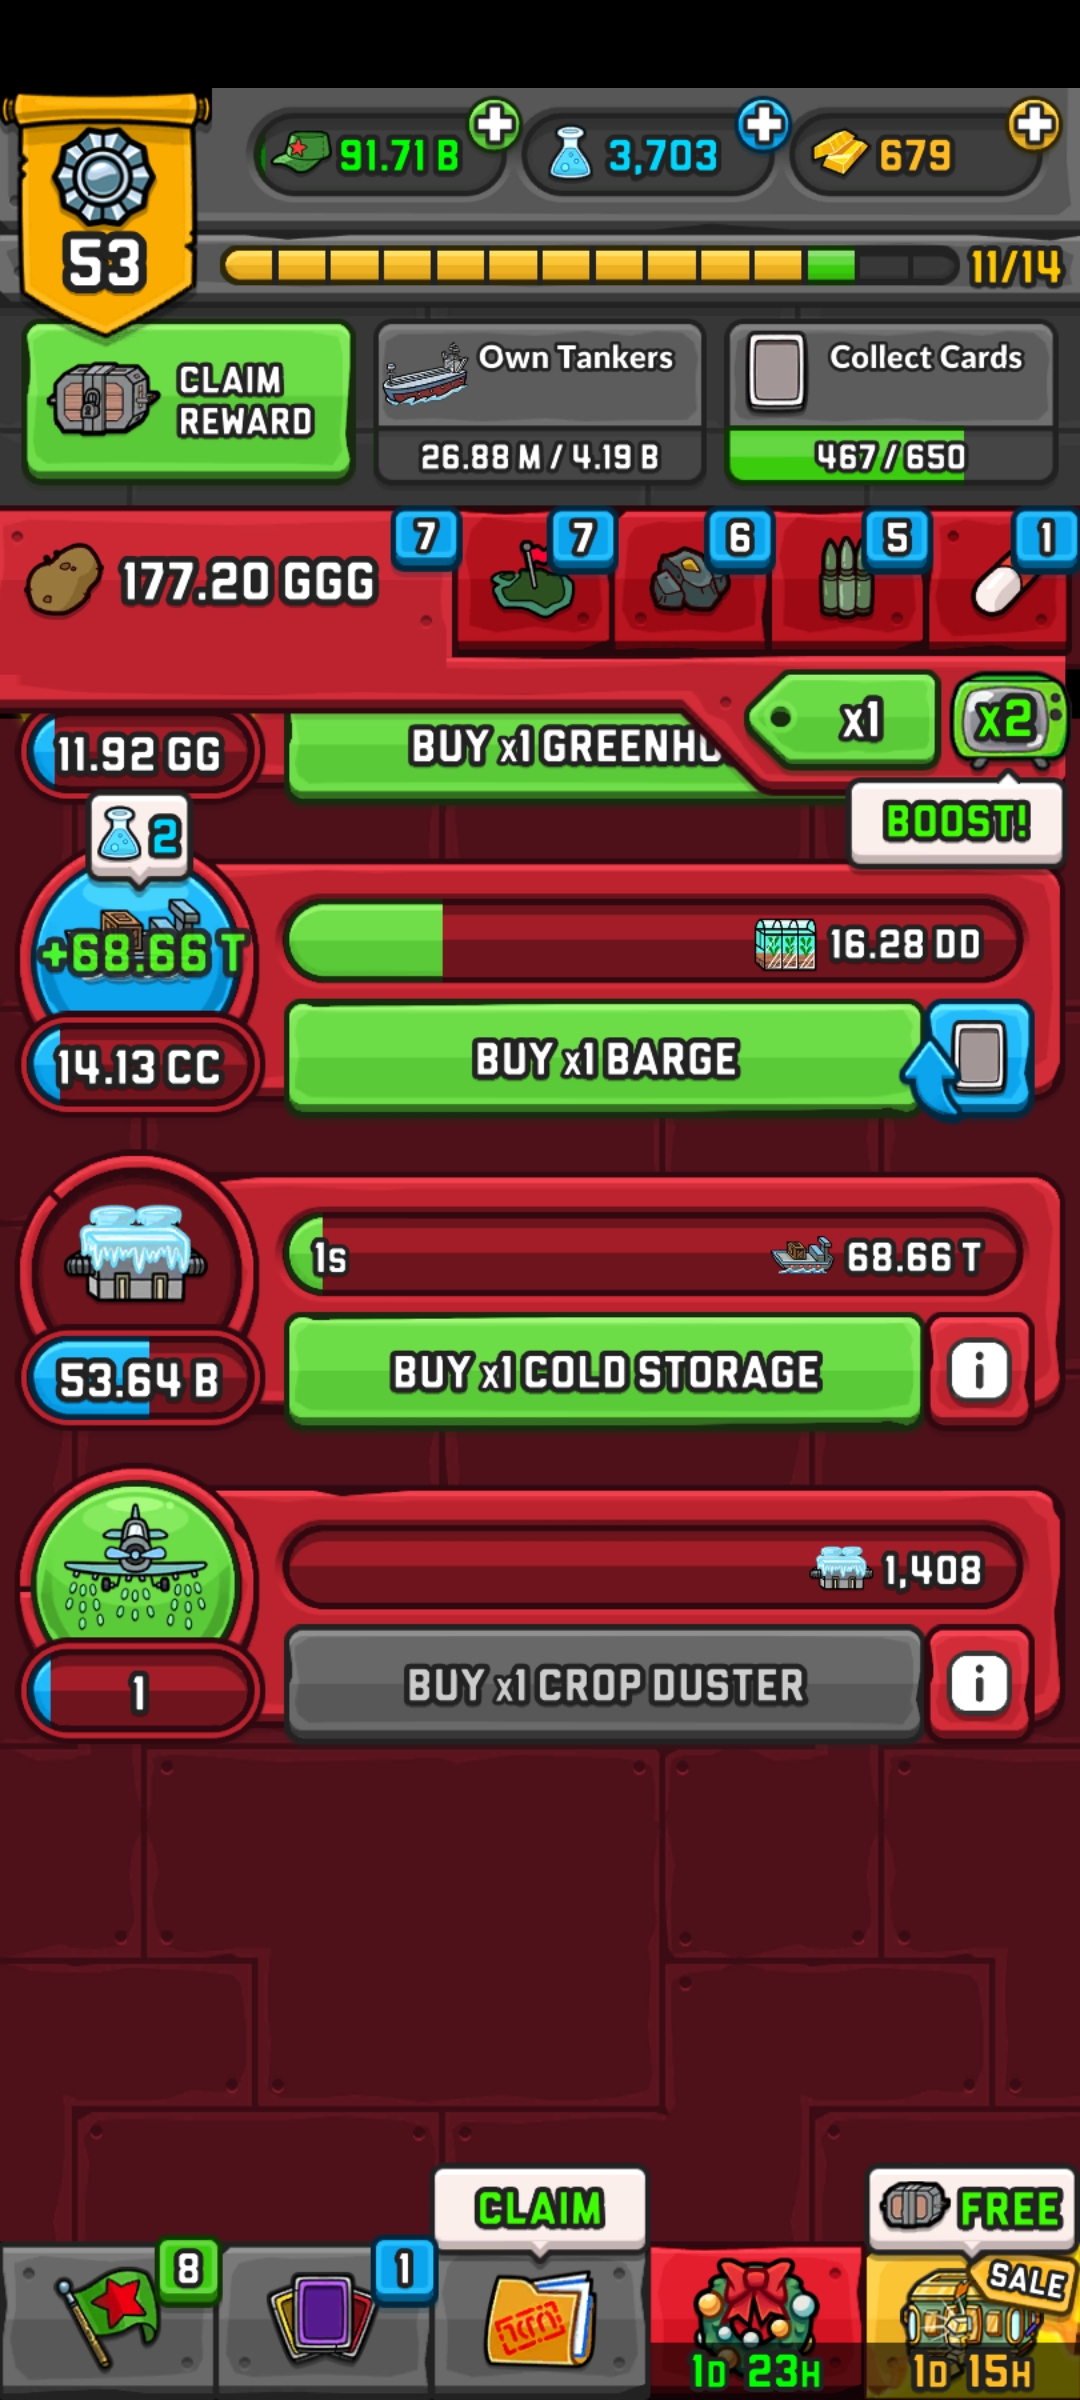 91.71 B
3,703
679
53
11/14
CLAIM
REWARD
Own Tankers
26.88 M / 4.19 B
Collect Cards
467 / 650
177.20 GGG
7
7
6
5
1
x1
x2
BOOST!
11.92 GG
BUY x1 GREENHO
2
+68.66 T
16.28 DD
14.13 CC
BUY x1 BARGE
1s
68.66 T
53.64 B
BUY x1 COLD STORAGE
i
1,408
1
BUY x1 CROP DUSTER
i
CLAIM
FREE
8
1
SALE
1D 23H
1D 15H